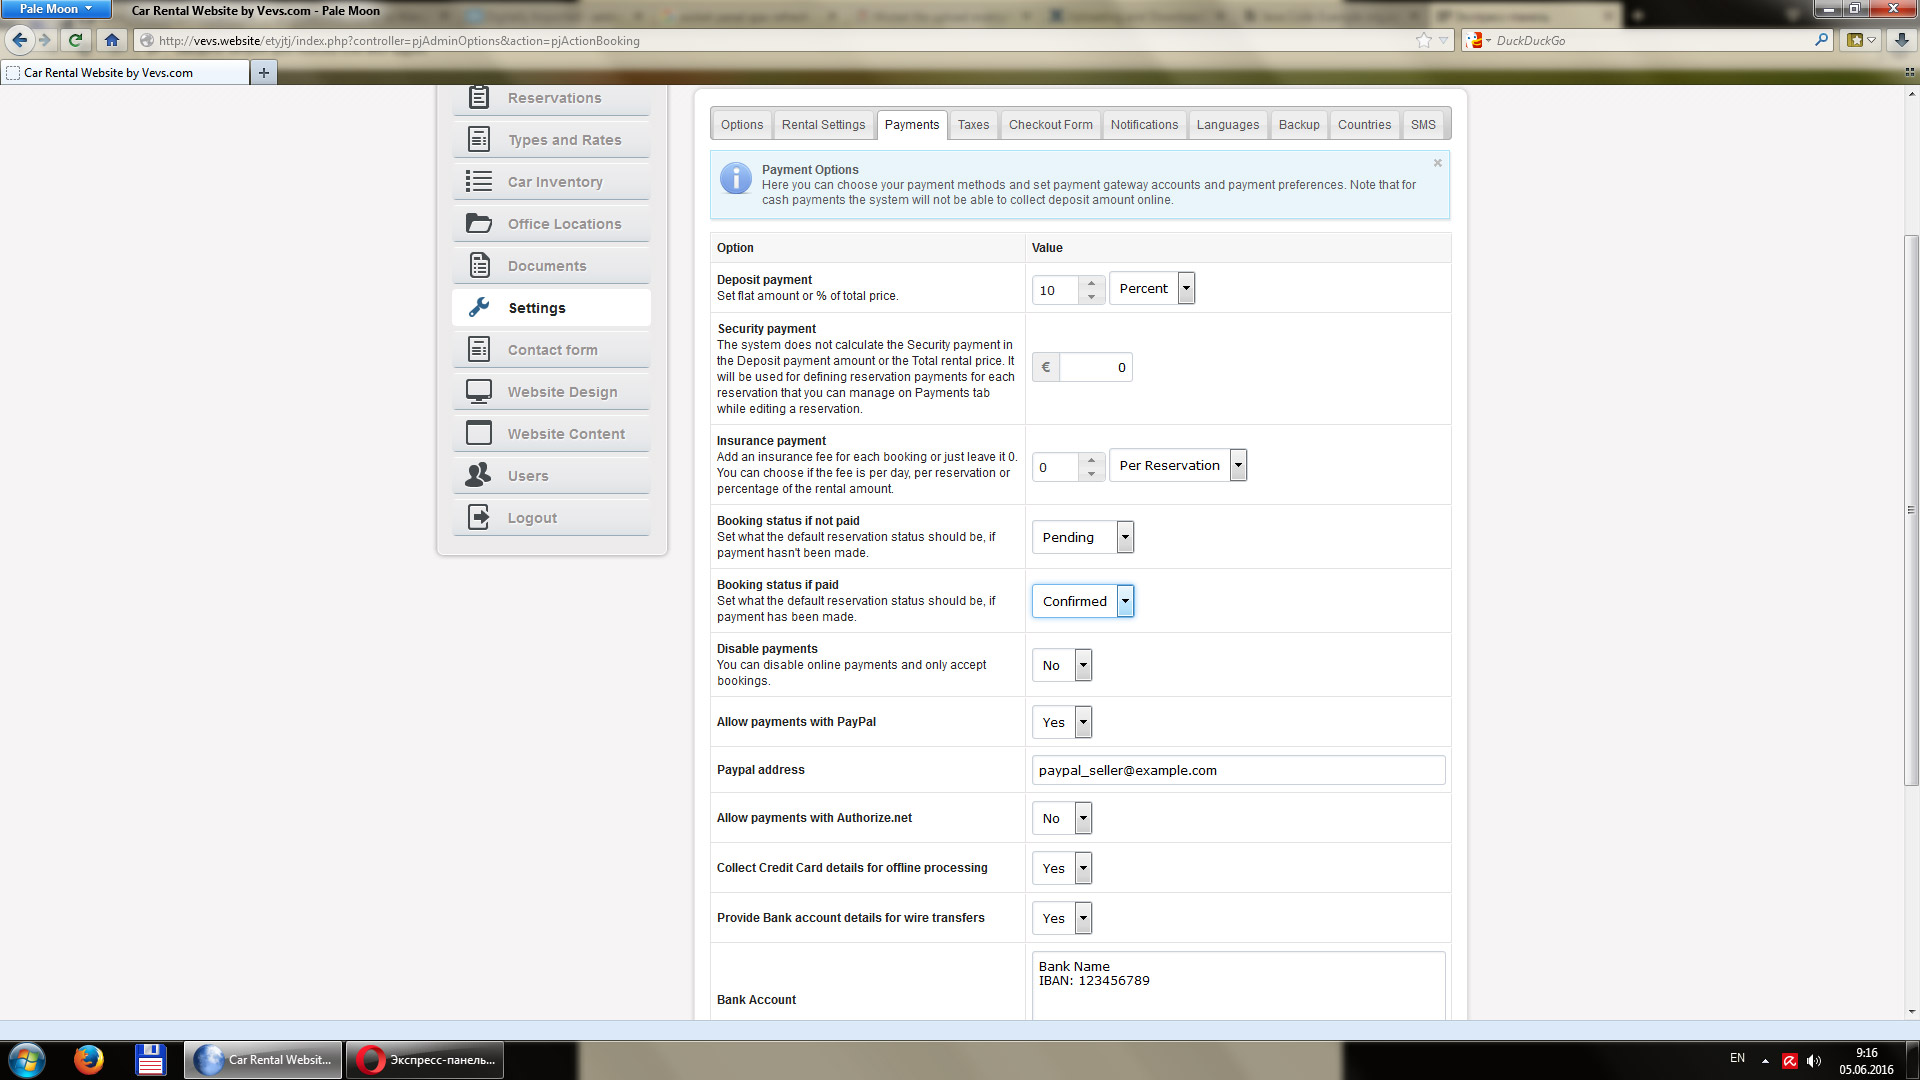 Pale Moon
Car Rental Website by Vevs.com - Pale Moon
http://vevs.website/etyjtj/index.php?controller=pjAdminOptions&action=pjActionBooking
DuckDuckGo
Car Rental Website by Vevs.com
Reservations
Types and Rates
Car Inventory
Office Locations
Documents
Settings
Contact form
Website Design
Website Content
Users
Logout
Options Rental Settings Payments Taxes Checkout Form Notifications Languages Backup Countries SMS
Payment Options
Here you can choose your payment methods and set payment gateway accounts and payment preferences. Note that for
cash payments the system will not be able to collect deposit amount online.
Option Value
Deposit payment
Set flat amount or % of total price.
10 Percent
Security payment
The system does not calculate the Security payment in
the Deposit payment amount or the Total rental price. It
will be used for defining reservation payments for each
reservation that you can manage on Payments tab
while editing a reservation.
€ 0
Insurance payment
Add an insurance fee for each booking or just leave it 0.
You can choose if the fee is per day, per reservation or
percentage of the rental amount.
0 Per Reservation
Booking status if not paid
Set what the default reservation status should be, if
payment hasn't been made.
Pending
Booking status if paid
Set what the default reservation status should be, if
payment has been made.
Confirmed
Disable payments
You can disable online payments and only accept
bookings.
No
Allow payments with PayPal Yes
Paypal address paypal_seller@example.com
Allow payments with Authorize.net No
Collect Credit Card details for offline processing Yes
Provide Bank account details for wire transfers Yes
Bank Account
Bank Name
IBAN: 123456789
Car Rental Websit...
Экспресс-панель...
EN
9:16
05.06.2016